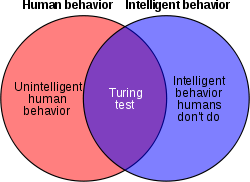 Human behavior
Intelligent behavior
Unintelligent
human
behavior
Turing
test
Intelligent
behavior
humans
don't do